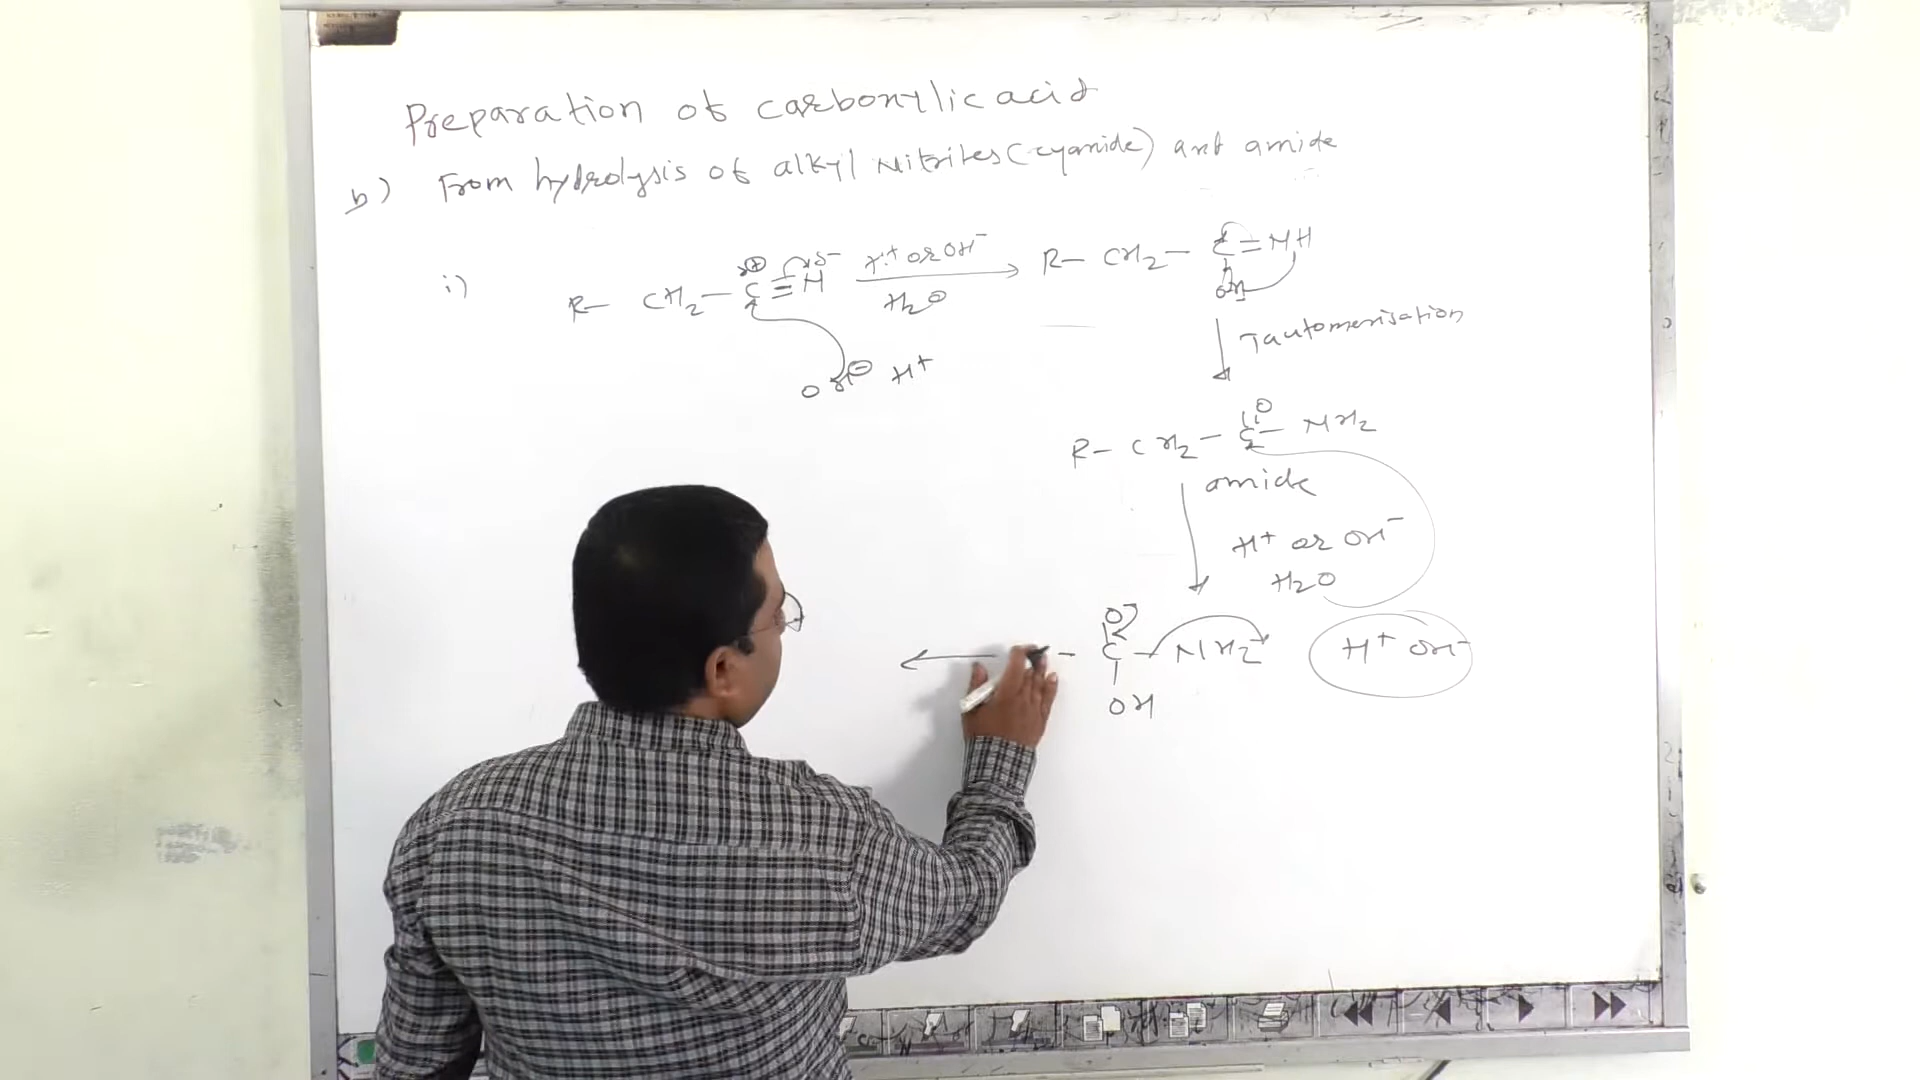 Preparation of carboxylic acid
b) From hydrolysis of alkyl Nitriles (cyanide) and amide
i) R- CH2- C≡N H+ or OH- H2O R- CH2- C=NH
δ+ δ-
OH
OH⊖ H+
Tautomerisation
O
R- CH2- C- NH2
amide
H+ or OH-
H2O
O
- C - NH2 H+ OH-
OH